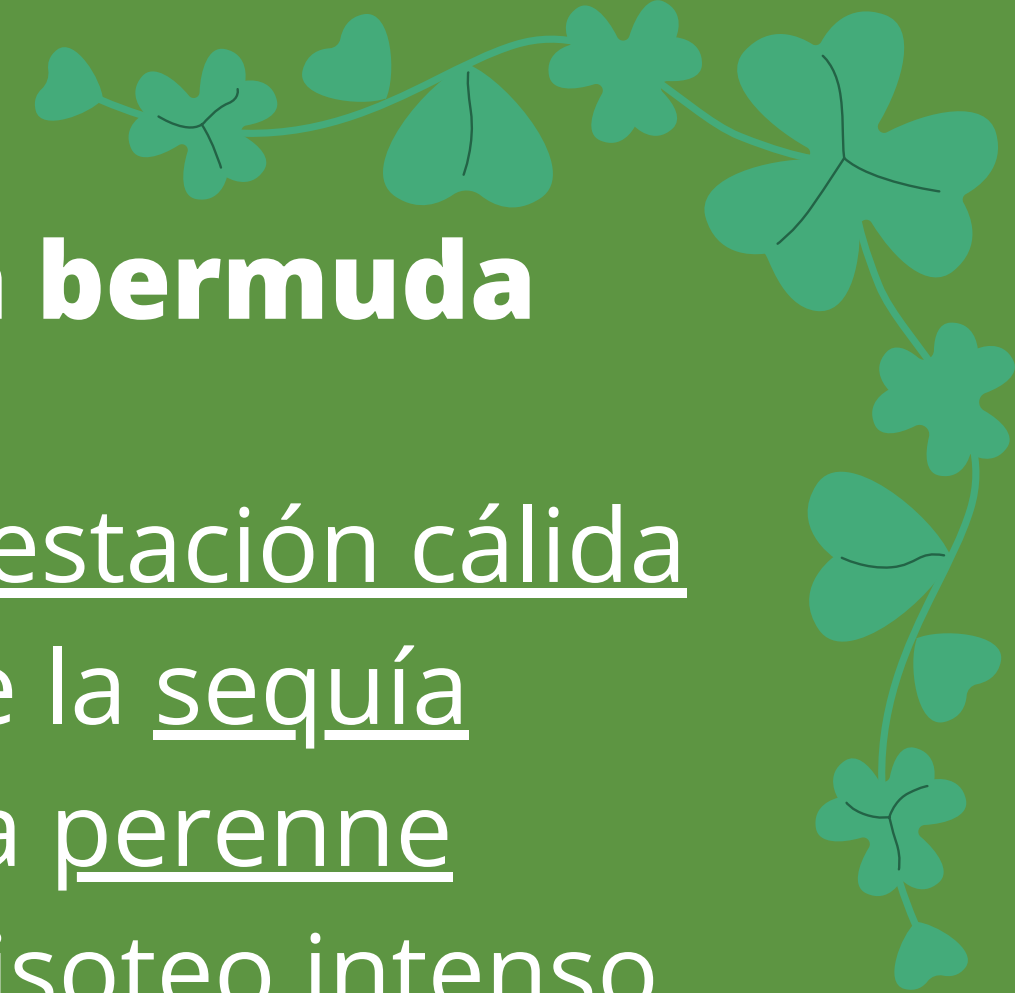 bermuda
estación cálida
la sequía
perenne
isoteo intenso